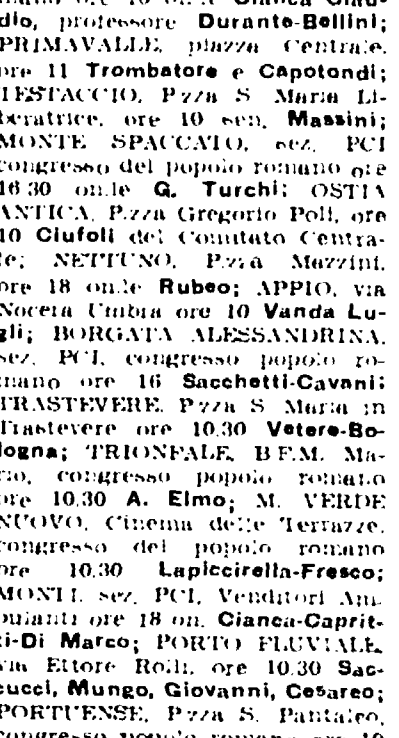 dio, professore Durante-Bellini;
PRIMAVALLE, piazza Centrale,
ore 11 Trombatore e Capotondi;
TESTACCIO, P.zza S. Maria Li-
beratrice, ore 10 sen. Massini;
MONTE SPACCATO, sez. PCI
congresso del popolo romano ore
16.30 on.le G. Turchi; OSTIA
ANTICA, P.zza Gregorio Poli, ore
10 Ciufoli del Comitato Centra-
le; NETTUNO, P.zza Mazzini,
ore 18 on.le Rubeo; APPIO, via
Nocera Umbra ore 10 Vanda Lu-
gli; BORGATA ALESSANDRINA,
sez. PCI, congresso popolo ro-
mano ore 16 Sacchetti-Cavani;
TRASTEVERE, P.zza S. Maria in
Trastevere ore 10.30 Vetere-Bo-
logna; TRIONFALE, B.F.M. Ma-
rio, congresso popolo romano
ore 10.30 A. Elmo; M. VERDE
NUOVO, Cinema delle Terrazze,
congresso del popolo romano
ore 10.30 Lapiccirella-Fresco;
MONTI, sez. PCI, Venditori Am-
bulanti ore 18 on. Cianca-Caprit-
ti-Di Marco; PORTO FLUVIALE,
via Ettore Rolli, ore 10.30 Sac-
cucci, Mungo, Giovanni, Cesareo;
PORTUENSE, P.zza S. Pantaleo,